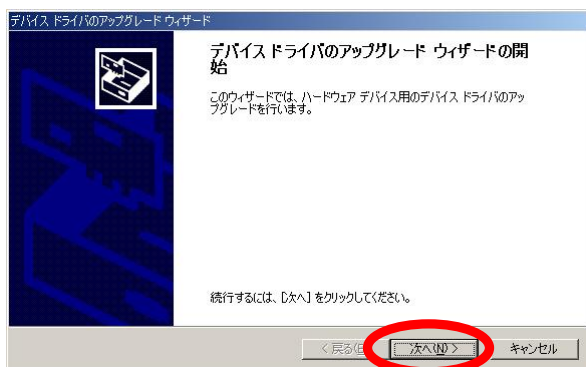 デバイス ドライバのアップグレード ウィザード
デバイス ドライバのアップグレード ウィザードの開
始
このウィザードでは、ハードウェア デバイス用のデバイス ドライバのアッ
プグレードを行います。
続行するには、[次へ] をクリックしてください。
< 戻る(B 次へ(N) > キャンセル